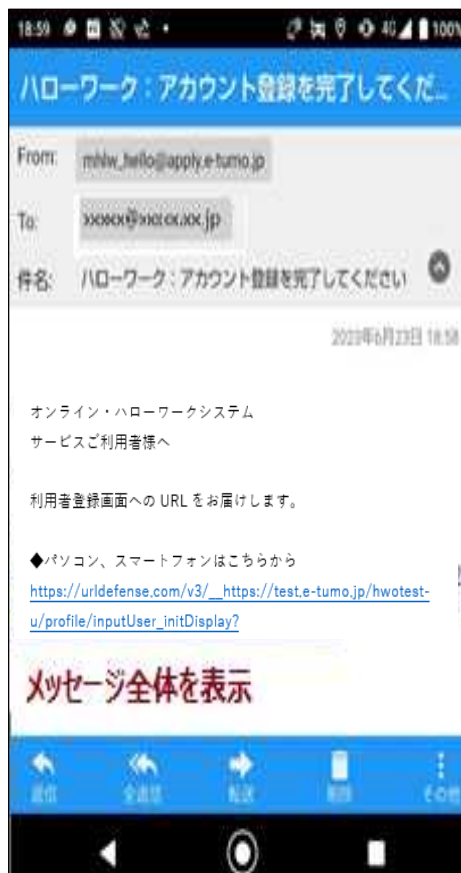 18:59
4G 100%
ハローワーク：アカウント登録を完了してくだ...
From: mhlw_hello@apply.e-tumo.jp
To: xxxxx@xxx.xx.jp
件名: ハローワーク：アカウント登録を完了してください
2023年6月23日 18:58
オンライン・ハローワークシステム
サービスご利用者様へ
利用者登録画面への URL をお届けします。
◆パソコン、スマートフォンはこちらから
https://urldefense.com/v3/__https://test.e-tumo.jp/hwotest-
u/profile/inputUser_initDisplay?
メッセージ全体を表示
返信 全返信 転送 削除 その他